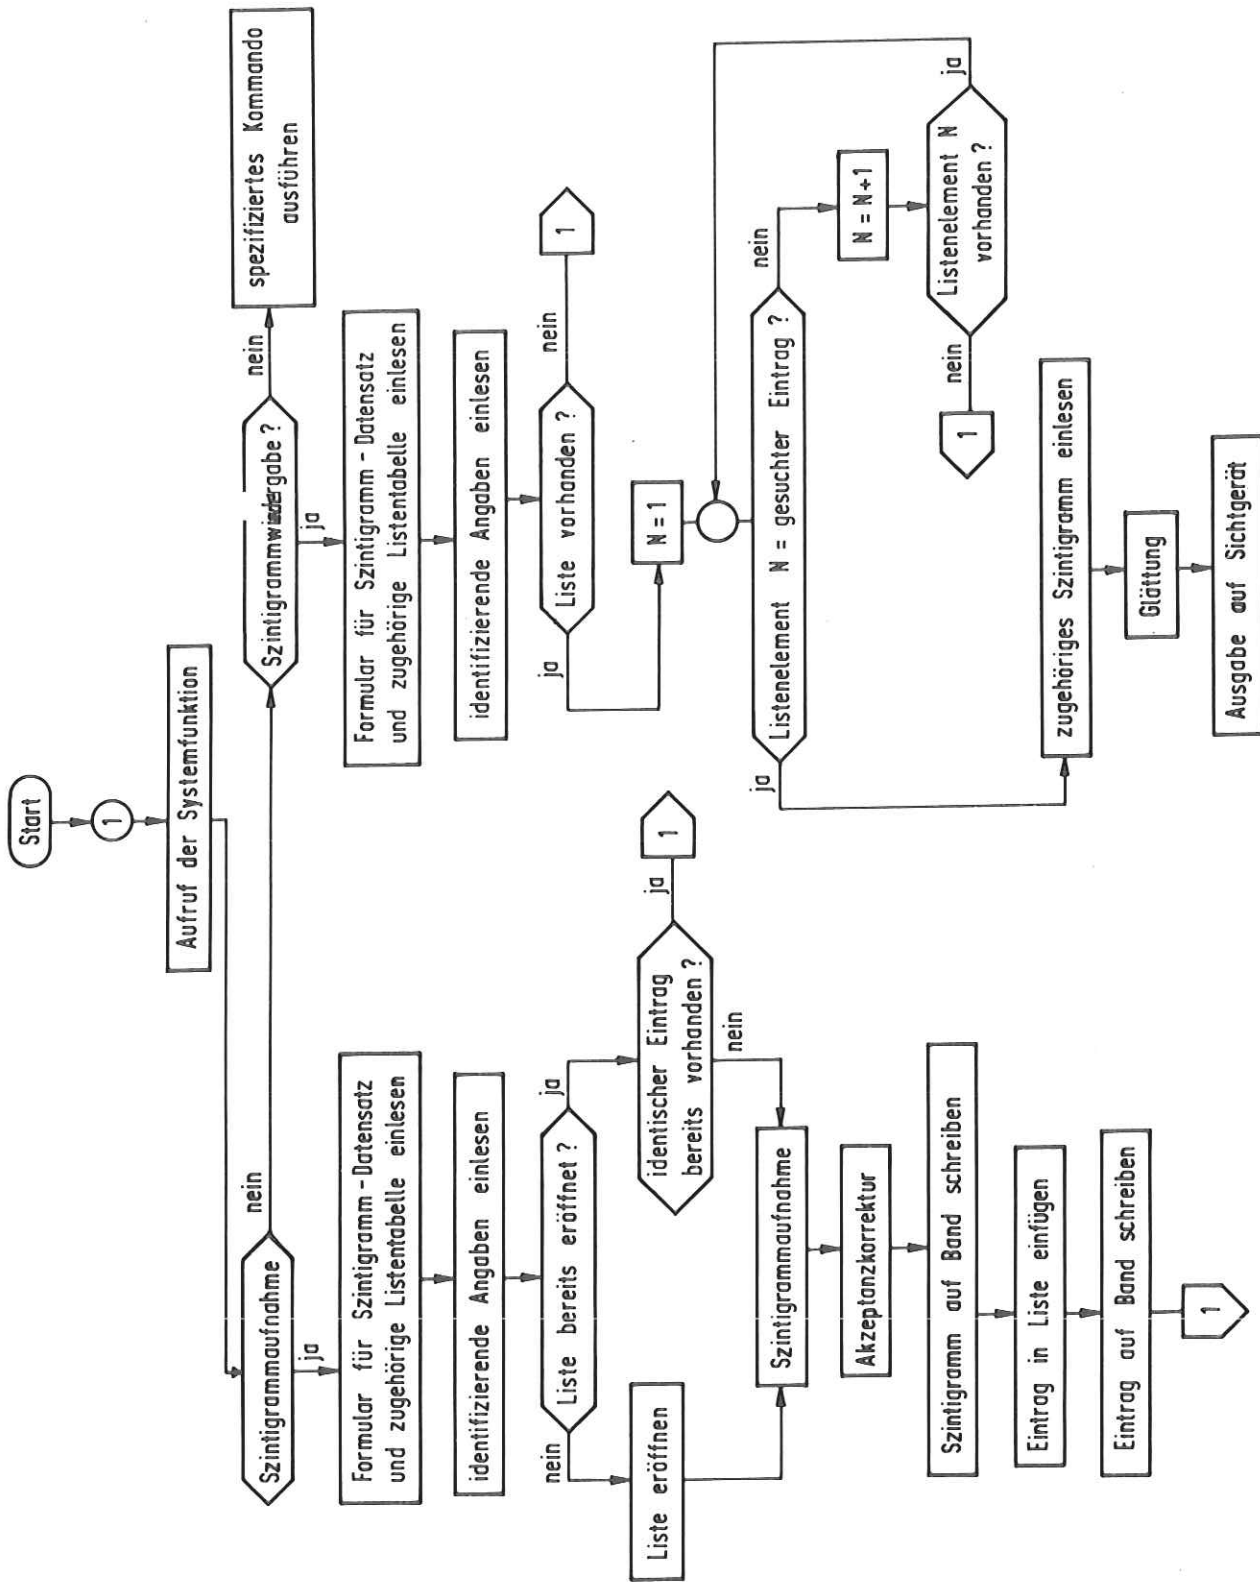 Start
1
Aufruf der Systemfunktion
Szintigrammaufnahme
nein
ja
Formular für Szintigramm - Datensatz
und zugehörige Listentabelle einlesen
identifizierende Angaben einlesen
Liste bereits eröffnet ?
nein
ja
Liste eröffnen
identischer Eintrag
bereits vorhanden ?
ja
1
nein
Szintigrammaufnahme
Akzeptanzkorrektur
Szintigramm auf Band schreiben
Eintrag in Liste einfügen
Eintrag auf Band schreiben
1
Szintigrammwiedergabe ?
nein
spezifiziertes Kommando
ausführen
ja
Formular für Szintigramm - Datensatz
und zugehörige Listentabelle einlesen
identifizierende Angaben einlesen
Liste vorhanden ?
nein
1
ja
N = 1
Listenelement N = gesuchter Eintrag ?
nein
N = N+1
Listenelement N
vorhanden ?
ja
nein
1
ja
zugehöriges Szintigramm einlesen
Glättung
Ausgabe auf Sichtgerät